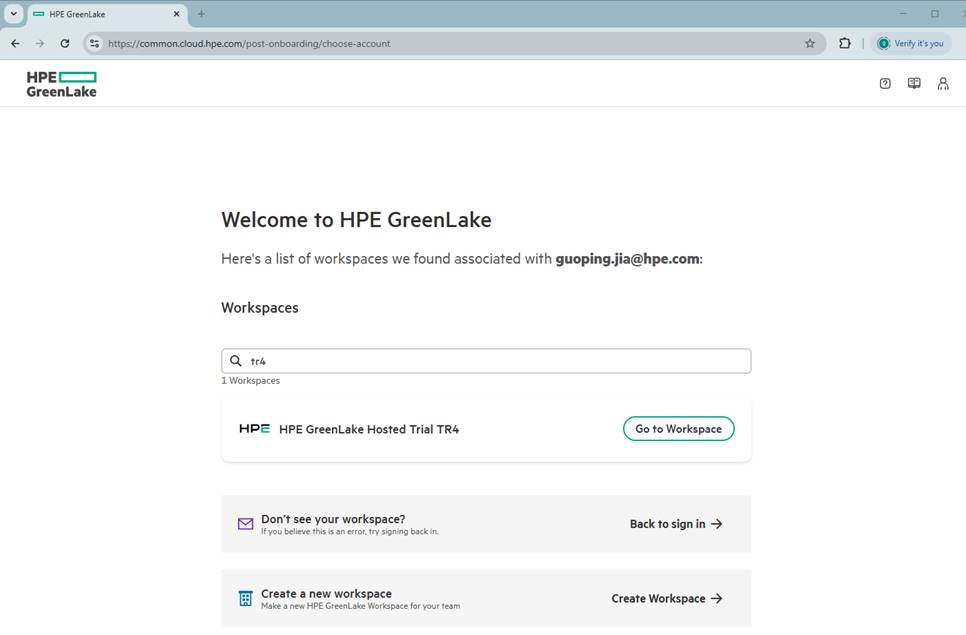 HPE GreenLake
https://common.cloud.hpe.com/post-onboarding/choose-account
Verify it's you
HPE
GreenLake
Welcome to HPE GreenLake
Here's a list of workspaces we found associated with guoping.jia@hpe.com:
Workspaces
tr4
1 Workspaces
HPE HPE GreenLake Hosted Trial TR4 Go to Workspace
Don't see your workspace?
If you believe this is an error, try signing back in.
Back to sign in
Create a new workspace
Make a new HPE GreenLake Workspace for your team
Create Workspace